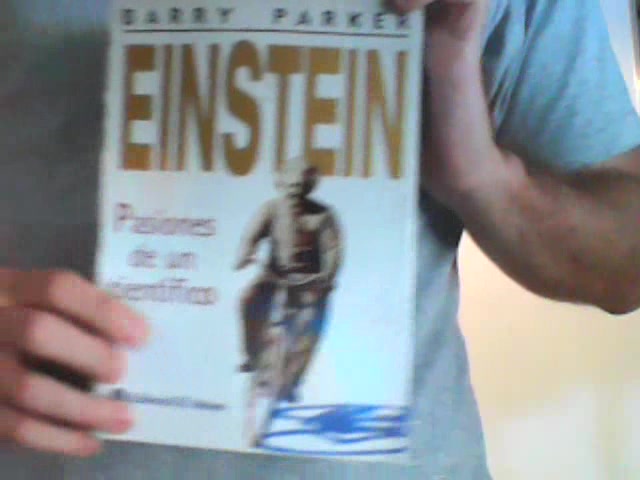 BARRY PARKER
EINSTEIN
Pasiones
de un
científico